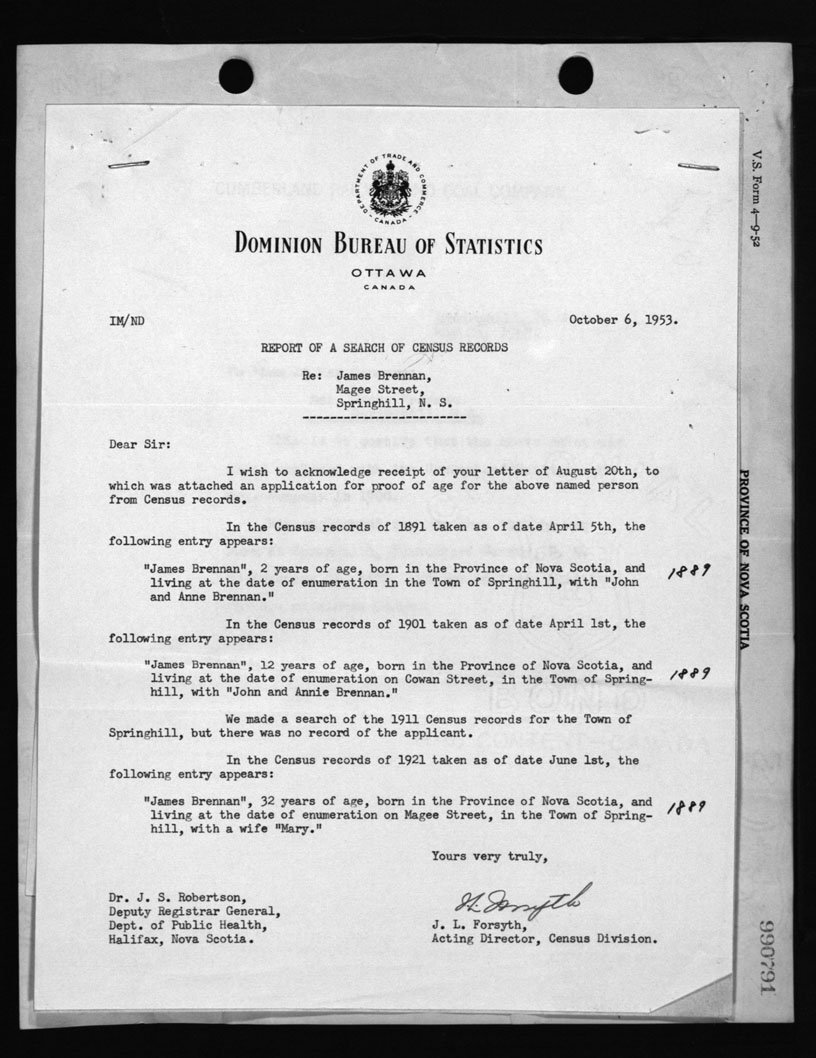 DEPARTMENT OF TRADE AND COMMERCE
CANADA
DOMINION BUREAU OF STATISTICS
OTTAWA
CANADA
IM/ND
October 6, 1953.
REPORT OF A SEARCH OF CENSUS RECORDS
Re: James Brennan,
Magee Street,
Springhill, N. S.
Dear Sir:
I wish to acknowledge receipt of your letter of August 20th, to
which was attached an application for proof of age for the above named person
from Census records.
In the Census records of 1891 taken as of date April 5th, the
following entry appears:
"James Brennan", 2 years of age, born in the Province of Nova Scotia, and
living at the date of enumeration in the Town of Springhill, with "John
and Anne Brennan."
1889
In the Census records of 1901 taken as of date April 1st, the
following entry appears:
"James Brennan", 12 years of age, born in the Province of Nova Scotia, and
living at the date of enumeration on Cowan Street, in the Town of Spring-
hill, with "John and Annie Brennan."
1889
We made a search of the 1911 Census records for the Town of
Springhill, but there was no record of the applicant.
In the Census records of 1921 taken as of date June 1st, the
following entry appears:
"James Brennan", 32 years of age, born in the Province of Nova Scotia, and
living at the date of enumeration on Magee Street, in the Town of Spring-
hill, with a wife "Mary."
1889
Yours very truly,
Dr. J. S. Robertson,
Deputy Registrar General,
Dept. of Public Health,
Halifax, Nova Scotia.
J. L. Forsyth,
Acting Director, Census Division.
V.S. Form 4—9-52
PROVINCE OF NOVA SCOTIA
990791